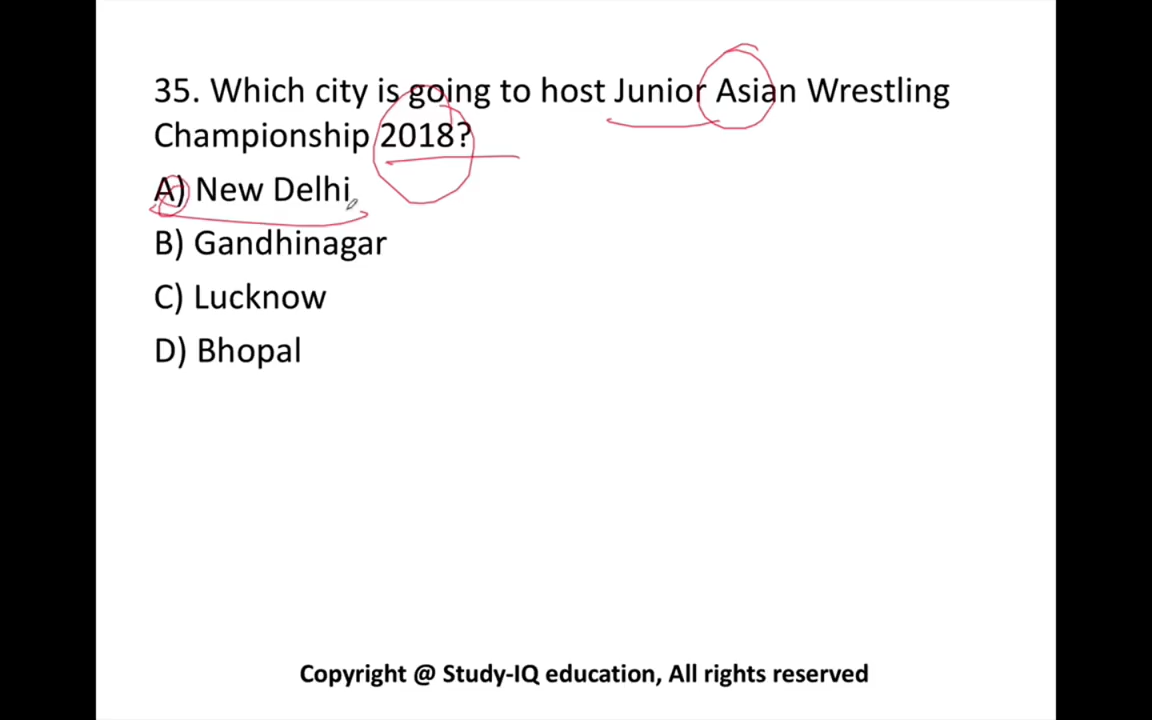 35. Which city is going to host Junior Asian Wrestling
Championship 2018?
A) New Delhi
B) Gandhinagar
C) Lucknow
D) Bhopal
Copyright @ Study-IQ education, All rights reserved